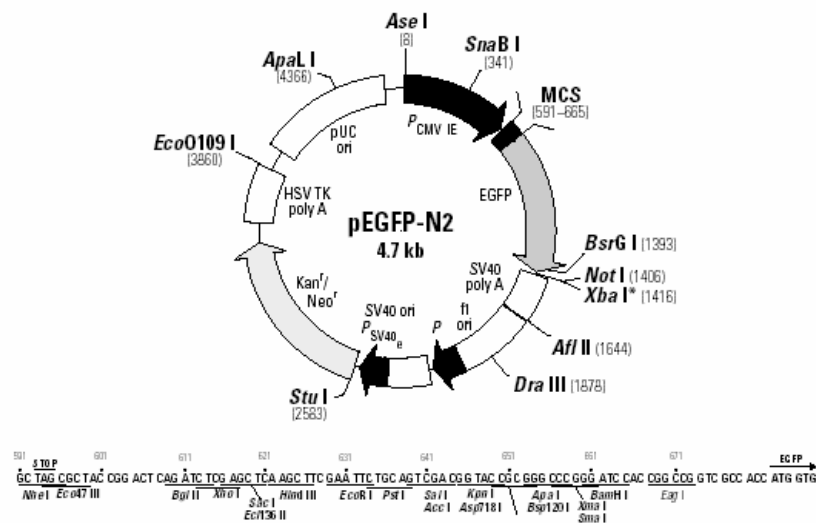 Ase I
(8)
SnaB I
(341)
ApaL I
(4366)
MCS
(591–665)
EcoO109 I
(3860)
pUC
ori
PCMV IE
EGFP
HSV TK
poly A
pEGFP-N2
4.7 kb
BsrG I (1393)
Not I (1406)
Xba I* (1416)
SV40
poly A
Kanr/
Neor
SV40 ori
PSV40e
P
f1
ori
Afl II (1644)
Dra III (1878)
Stu I
(2583)
591 601 611 621 631 641 651 661 671
STOP EGFP
GC TAG CGC TAC CGG ACT CAG ATC TCG AGC TCA AGC TTC GAA TTC TGC AGT CGA CGG TAC CGC GGG CCC GGG ATC CAC CGG CCG GTC GCC ACC ATG GTG
Nhe I Eco47 III Bgl II Xho I Hind III EcoR I Pst I Sal I Kpn I Apa I BamH I Eag I
Sac I Acc I Asp718 I Bsp120 I Xma I
Ecl136 II Sma I